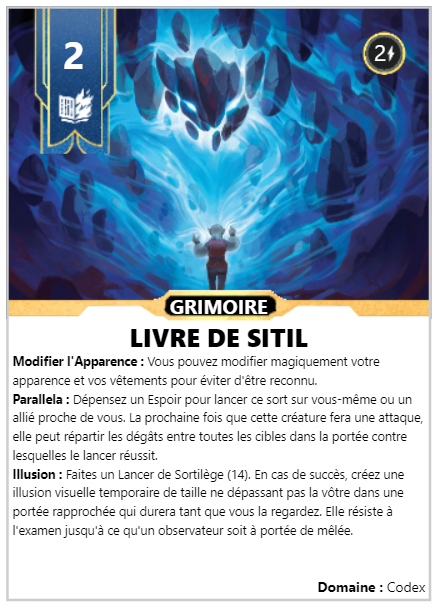 2
2
GRIMOIRE
LIVRE DE SITIL
Modifier l'Apparence : Vous pouvez modifier magiquement votre
apparence et vos vêtements pour éviter d'être reconnu.
Parallela : Dépensez un Espoir pour lancer ce sort sur vous-même ou un
allié proche de vous. La prochaine fois que cette créature fera une attaque,
elle peut répartir les dégâts entre toutes les cibles dans la portée contre
lesquelles le lancer réussit.
Illusion : Faites un Lancer de Sortilège (14). En cas de succès, créez une
illusion visuelle temporaire de taille ne dépassant pas la vôtre dans une
portée rapprochée qui durera tant que vous la regardez. Elle résiste à
l'examen jusqu'à ce qu'un observateur soit à portée de mêlée.
Domaine : Codex